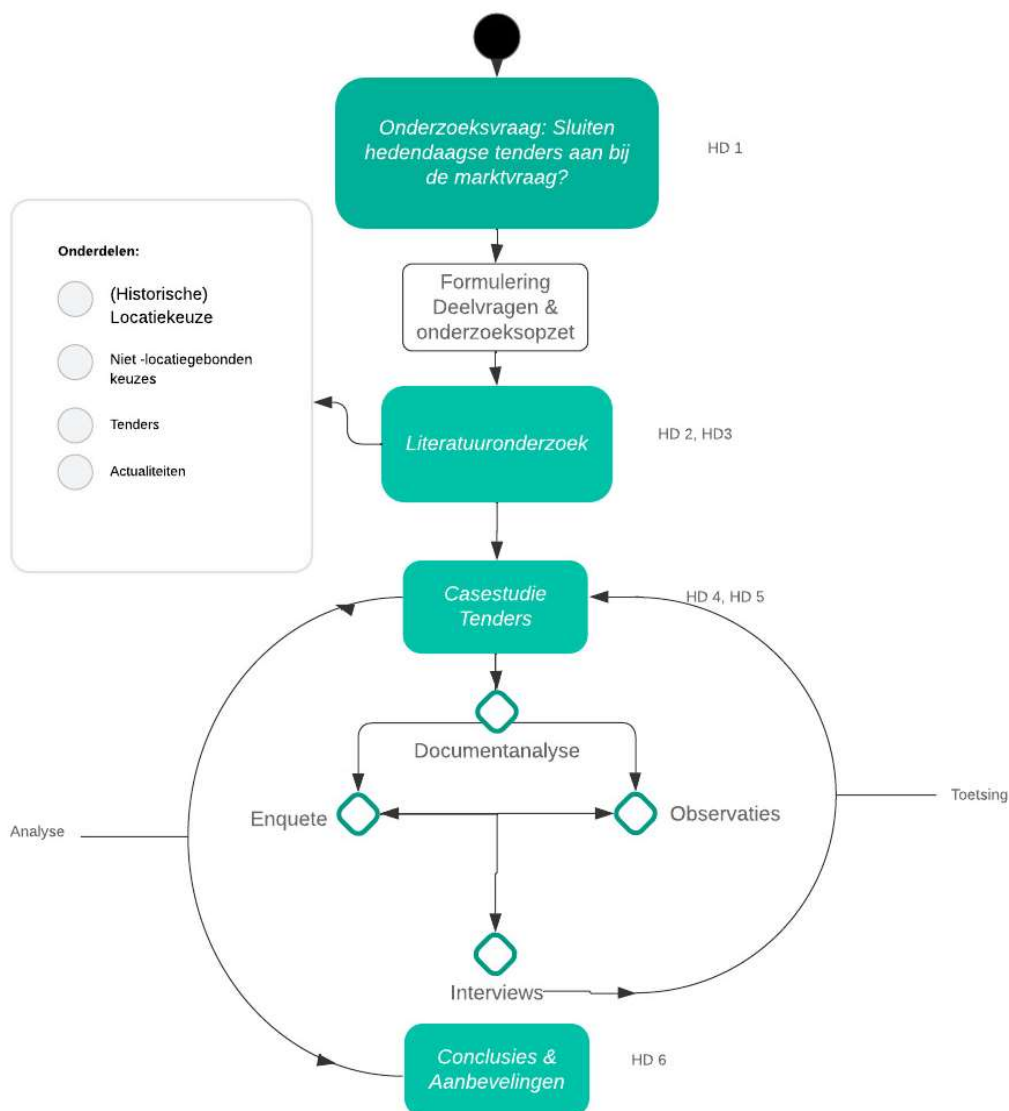 Onderzoeksvraag: Sluiten
hedendaagse tenders aan bij
de marktvraag?
HD 1
Onderdelen:
(Historische)
Locatiekeuze
Niet -locatiegebonden
keuzes
Tenders
Actualiteiten
Formulering
Deelvragen &
onderzoeksopzet
Literatuuronderzoek
HD 2, HD3
Casestudie
Tenders
HD 4, HD 5
Documentanalyse
Enquete
Observaties
Analyse
Toetsing
Interviews
Conclusies &
Aanbevelingen
HD 6